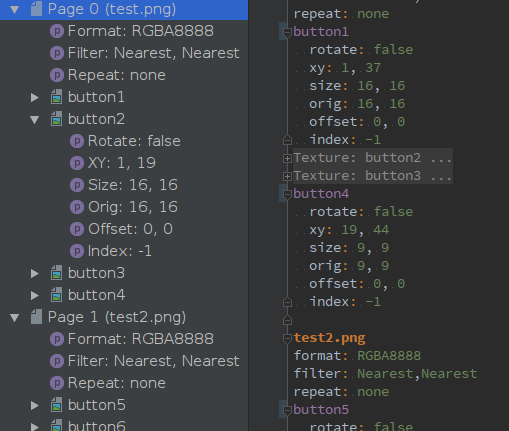 Page 0 (test.png)
Format: RGBA8888
Filter: Nearest, Nearest
Repeat: none
button1
button2
Rotate: false
XY: 1, 19
Size: 16, 16
Orig: 16, 16
Offset: 0, 0
Index: -1
button3
button4
Page 1 (test2.png)
Format: RGBA8888
Filter: Nearest, Nearest
Repeat: none
button5
button6
repeat: none
button1
rotate: false
xy: 1, 37
size: 16, 16
orig: 16, 16
offset: 0, 0
index: -1
Texture: button2 ...
Texture: button3 ...
button4
rotate: false
xy: 19, 44
size: 9, 9
orig: 9, 9
offset: 0, 0
index: -1
test2.png
format: RGBA8888
filter: Nearest,Nearest
repeat: none
button5
rotate: false